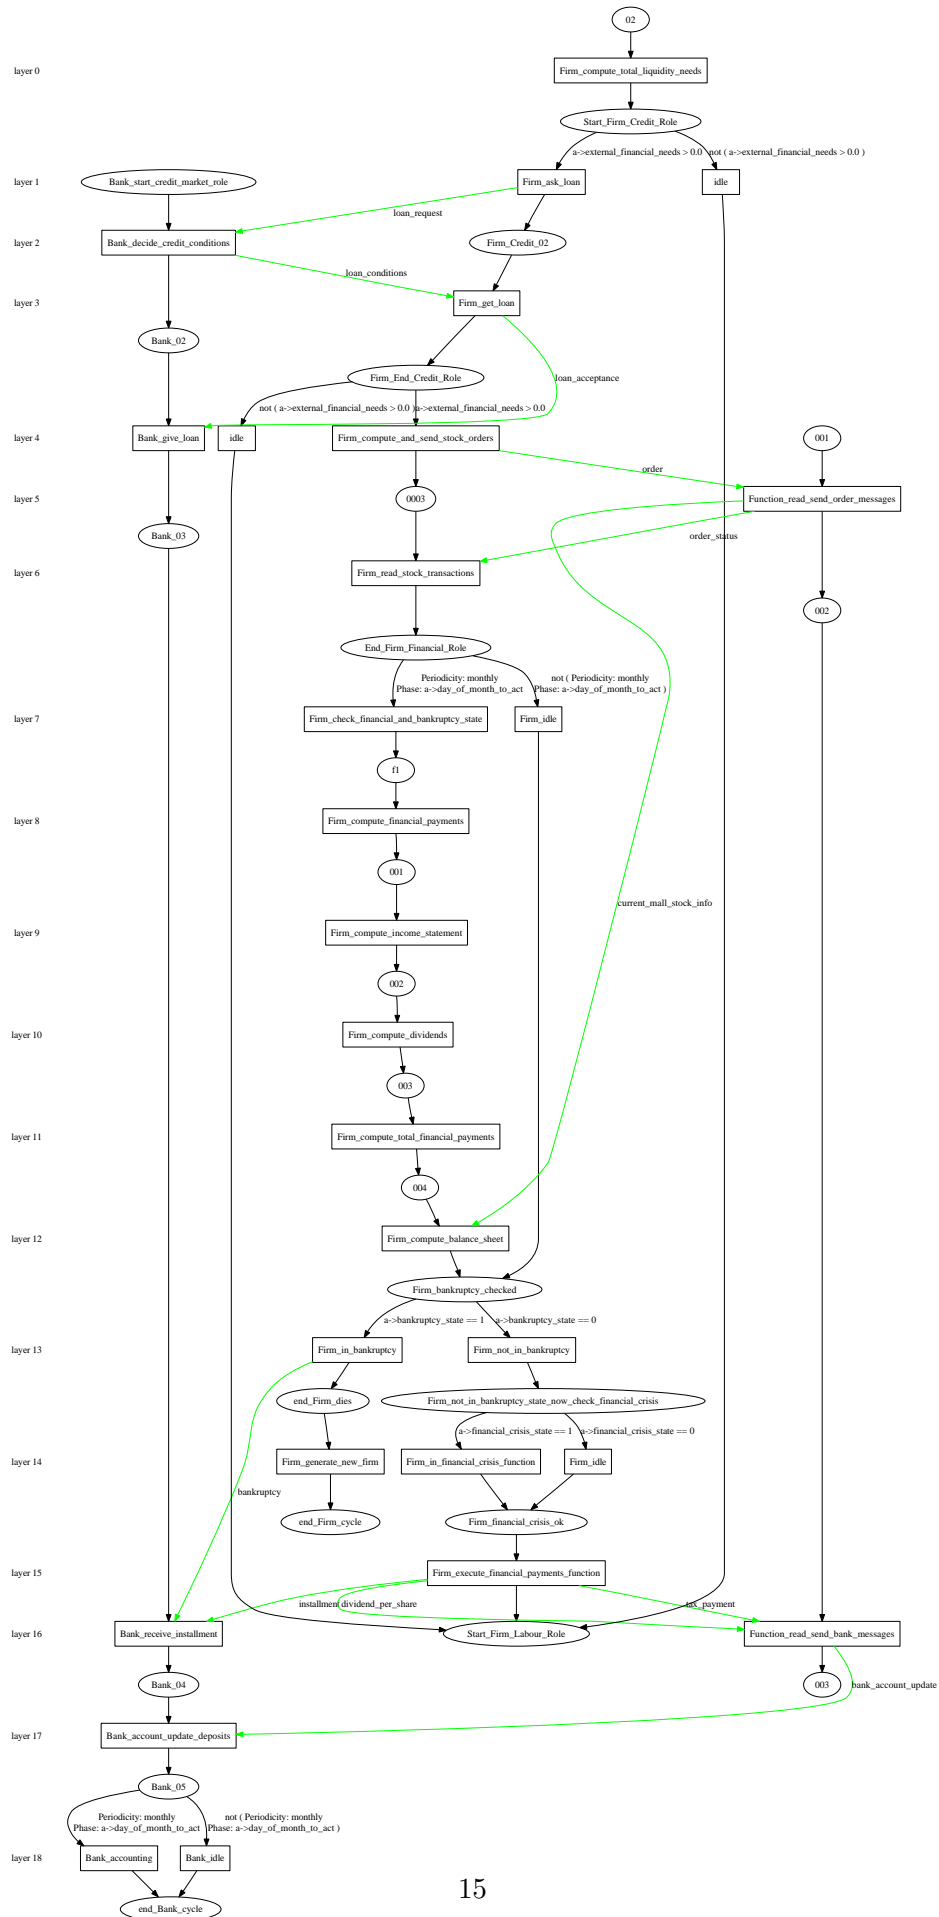 02
layer 0
Firm_compute_total_liquidity_needs
Start_Firm_Credit_Role
a->external_financial_needs > 0.0
not ( a->external_financial_needs > 0.0 )
layer 1
Bank_start_credit_market_role
Firm_ask_loan
idle
loan_request
layer 2
Bank_decide_credit_conditions
Firm_Credit_02
loan_conditions
layer 3
Firm_get_loan
Bank_02
Firm_End_Credit_Role
loan_acceptance
not ( a->external_financial_needs > 0.0 )
a->external_financial_needs > 0.0
layer 4
Bank_give_loan
idle
Firm_compute_and_send_stock_orders
001
order
layer 5
0003
Function_read_send_order_messages
Bank_03
order_status
layer 6
Firm_read_stock_transactions
002
End_Firm_Financial_Role
Periodicity: monthly
Phase: a->day_of_month_to_act
not ( Periodicity: monthly
Phase: a->day_of_month_to_act )
layer 7
Firm_check_financial_and_bankruptcy_state
Firm_idle
f1
layer 8
Firm_compute_financial_payments
001
current_mall_stock_info
layer 9
Firm_compute_income_statement
002
layer 10
Firm_compute_dividends
003
layer 11
Firm_compute_total_financial_payments
004
layer 12
Firm_compute_balance_sheet
Firm_bankruptcy_checked
a->bankruptcy_state == 1
a->bankruptcy_state == 0
layer 13
Firm_in_bankruptcy
Firm_not_in_bankruptcy
end_Firm_dies
Firm_not_in_bankruptcy_state_now_check_financial_crisis
a->financial_crisis_state == 1
a->financial_crisis_state == 0
layer 14
Firm_generate_new_firm
Firm_in_financial_crisis_function
Firm_idle
bankruptcy
end_Firm_cycle
Firm_financial_crisis_ok
layer 15
Firm_execute_financial_payments_function
installment
dividend_per_share
tax_payment
layer 16
Bank_receive_installment
Start_Firm_Labour_Role
Function_read_send_bank_messages
Bank_04
003
bank_account_update
layer 17
Bank_account_update_deposits
Bank_05
Periodicity: monthly
Phase: a->day_of_month_to_act
not ( Periodicity: monthly
Phase: a->day_of_month_to_act )
layer 18
Bank_accounting
Bank_idle
end_Bank_cycle
15